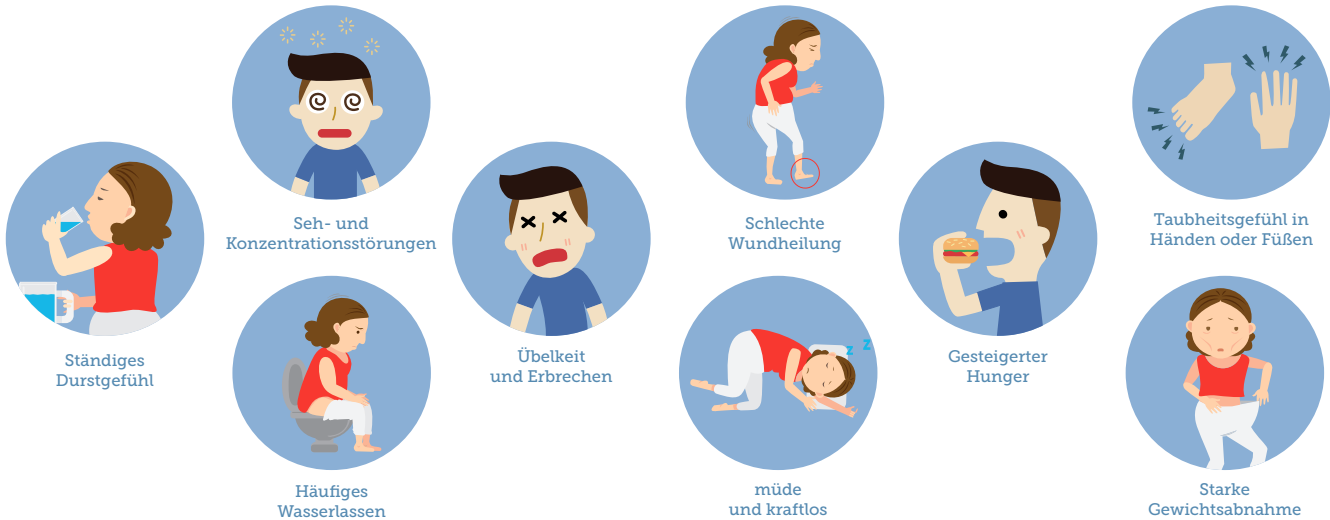 Ständiges
Durstgefühl
Seh- und
Konzentrationsstörungen
Häufiges
Wasserlassen
Übelkeit
und Erbrechen
Schlechte
Wundheilung
müde
und kraftlos
z z
Gesteigerter
Hunger
Taubheitsgefühl in
Händen oder Füßen
Starke
Gewichtsabnahme